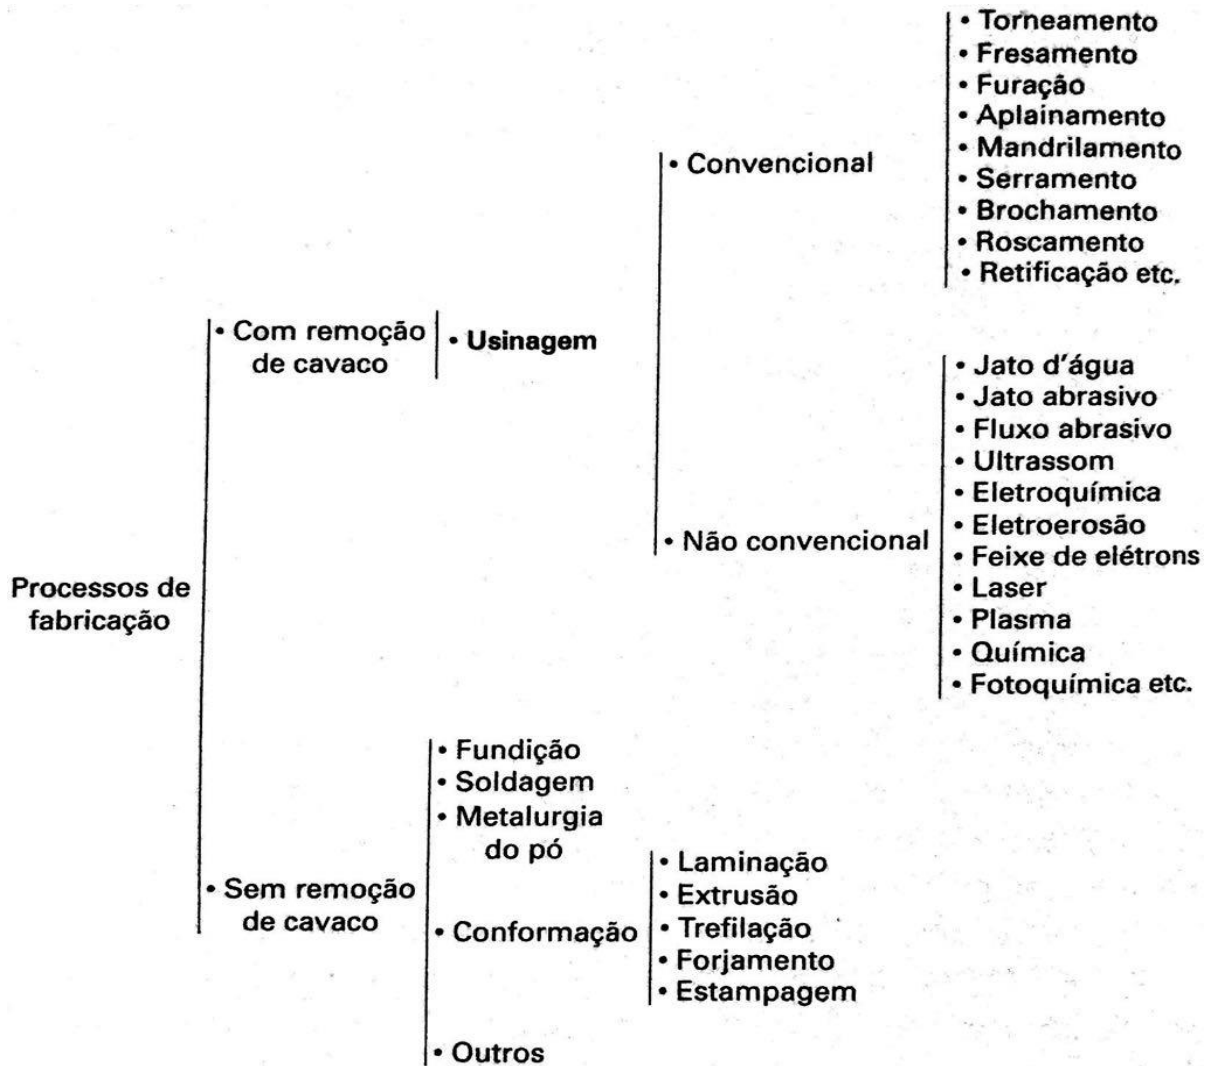 Processos de
fabricação
• Com remoção
de cavaco
• Usinagem
• Convencional
• Torneamento
• Fresamento
• Furação
• Aplainamento
• Mandrilamento
• Serramento
• Brochamento
• Roscamento
• Retificação etc.
• Não convencional
• Jato d'água
• Jato abrasivo
• Fluxo abrasivo
• Ultrassom
• Eletroquímica
• Eletroerosão
• Feixe de elétrons
• Laser
• Plasma
• Química
• Fotoquímica etc.
• Sem remoção
de cavaco
• Fundição
• Soldagem
• Metalurgia
do pó
• Conformação
• Laminação
• Extrusão
• Trefilação
• Forjamento
• Estampagem
• Outros